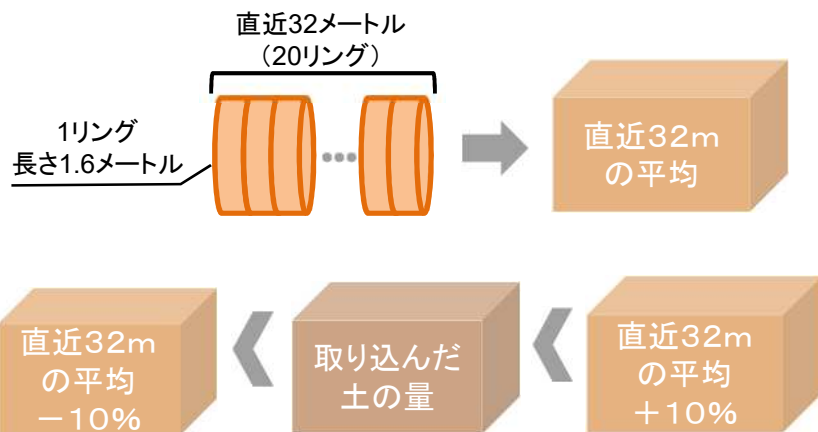 直近32メートル
（20リング）
1リング
長さ1.6メートル
直近32m
の平均
直近32m
の平均
－10%
取り込んだ
土の量
直近32m
の平均
＋10%